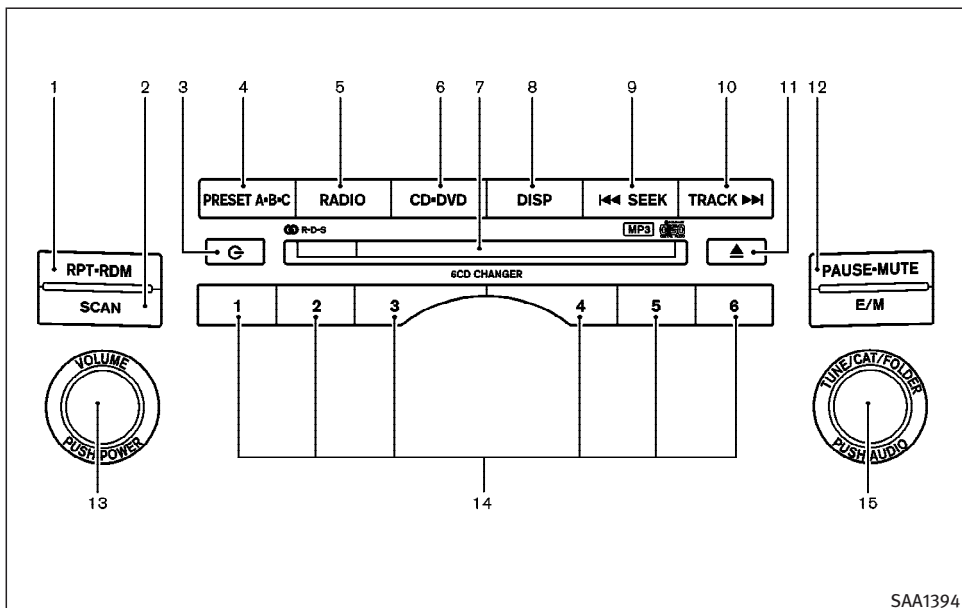 1 2 3 4 5 6 7 8 9 10 11 12
PRESET A•B•C RADIO CD•DVD DISP SEEK TRACK
R•D•S MP3
RPT•RDM
SCAN
6CD CHANGER
PAUSE•MUTE
E/M
1 2 3 4 5 6
VOLUME
PUSH POWER
TUNE/CAT/FOLDER
PUSH AUDIO
13 14 15
SAA1394